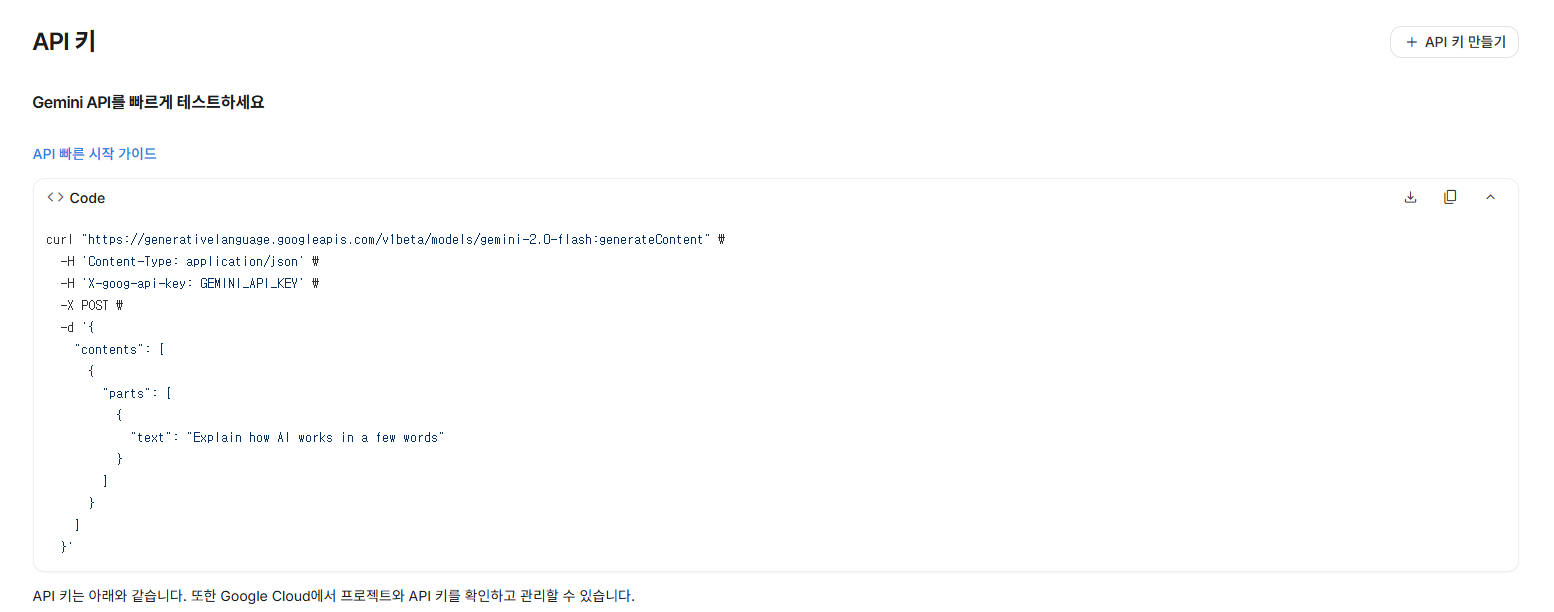 API 키
+ API 키 만들기
Gemini API를 빠르게 테스트하세요
API 빠른 시작 가이드
<> Code
curl "https://generativelanguage.googleapis.com/v1beta/models/gemini-2.0-flash:generateContent" ₩
  -H 'Content-Type: application/json' ₩
  -H 'X-goog-api-key: GEMINI_API_KEY' ₩
  -X POST ₩
  -d '{
    "contents": [
      {
        "parts": [
          {
            "text": "Explain how AI works in a few words"
          }
        ]
      }
    ]
  }'
API 키는 아래와 같습니다. 또한 Google Cloud에서 프로젝트와 API 키를 확인하고 관리할 수 있습니다.